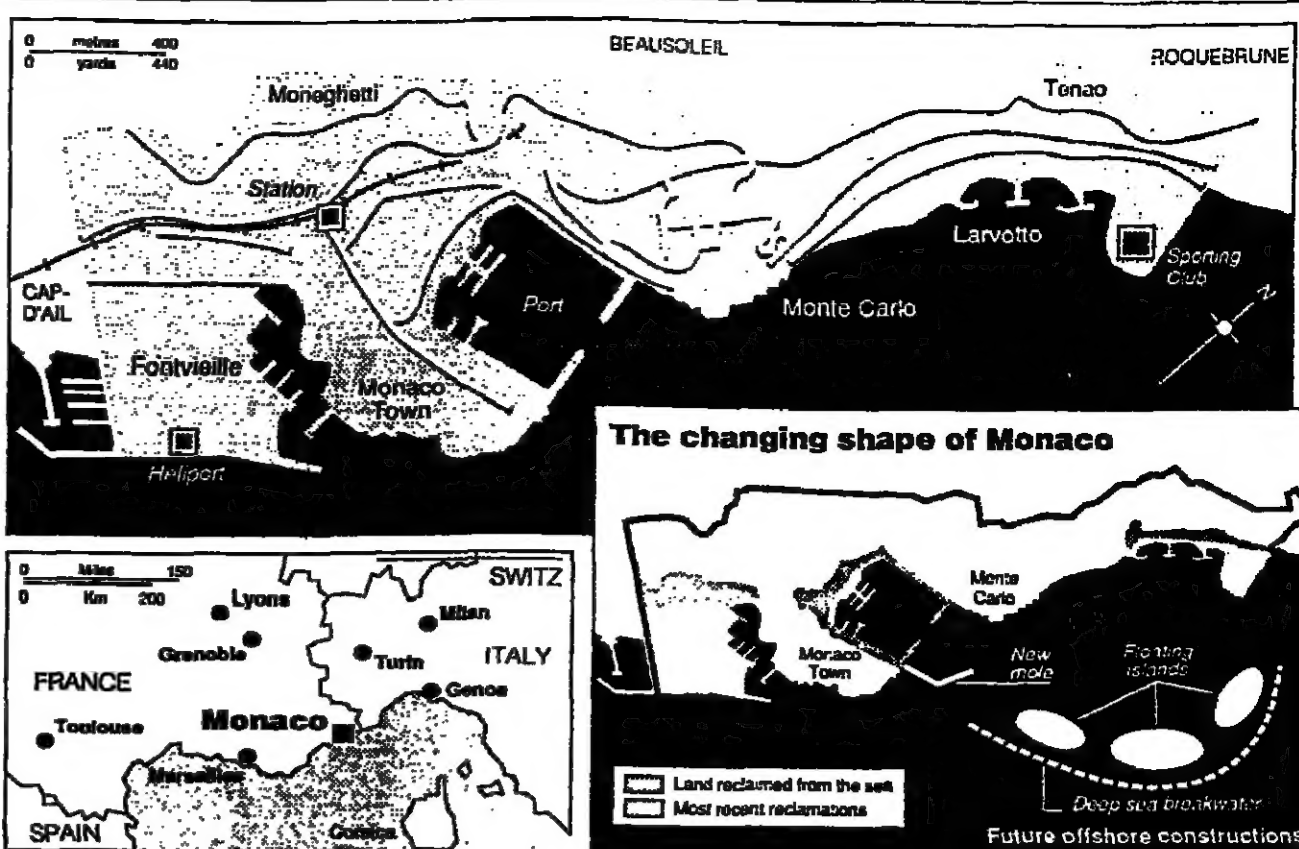 0 metres 400
0 yards 440
BEAUSOLEIL
ROQUEBRUNE
Moneghetti
Tenao
Station
Larvotto
Sporting
Club
CAP-
D'AIL
Port
Monte Carlo
N
Fontvieille
Monaco
Town
Heliport
The changing shape of Monaco
Monte
Carlo
Monaco
Town
New
mole
Floating
islands
Land reclaimed from the sea
Most recent reclamations
Deep sea breakwater
Future offshore constructions
0 Miles 150
0 Km 200
SWITZ
Lyons
Milan
Grenoble
Turin
ITALY
FRANCE
Genoa
Toulouse
Monaco
Marseilles
SPAIN
Corsica